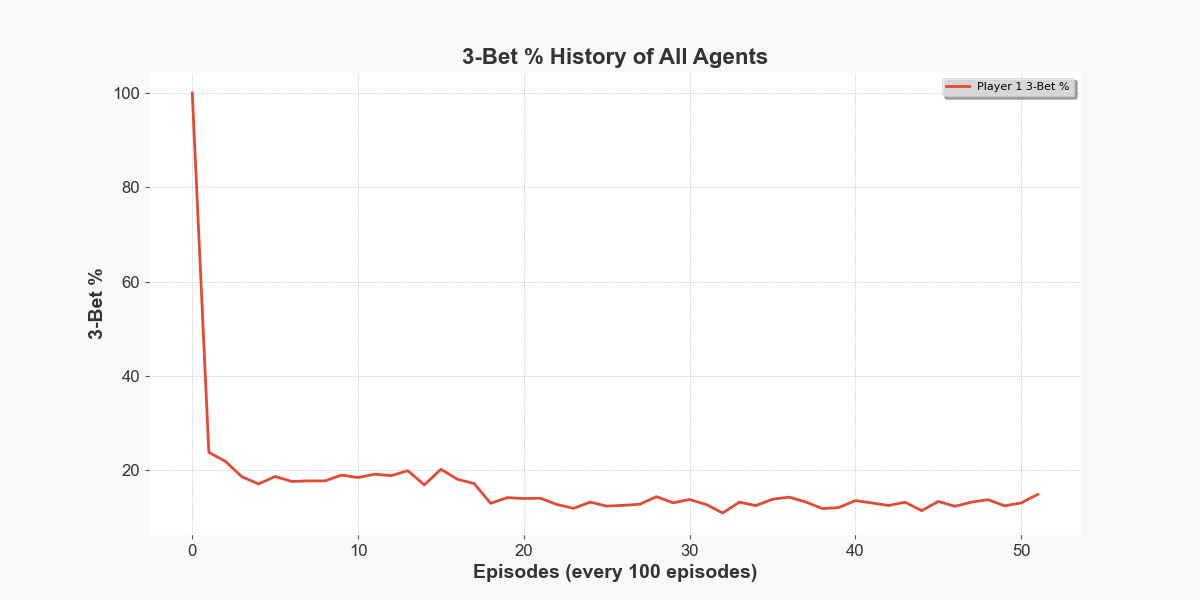 3-Bet % History of All Agents
Player 1 3-Bet %
100
80
60
40
20
3-Bet %
0 10 20 30 40 50
Episodes (every 100 episodes)